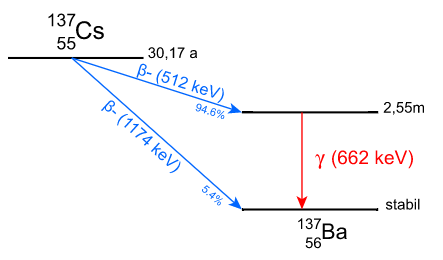 137
55Cs
30,17 a
β- (512 keV)
94.6%
2,55m
β- (1174 keV)
5.4%
γ (662 keV)
stabil
137
56Ba